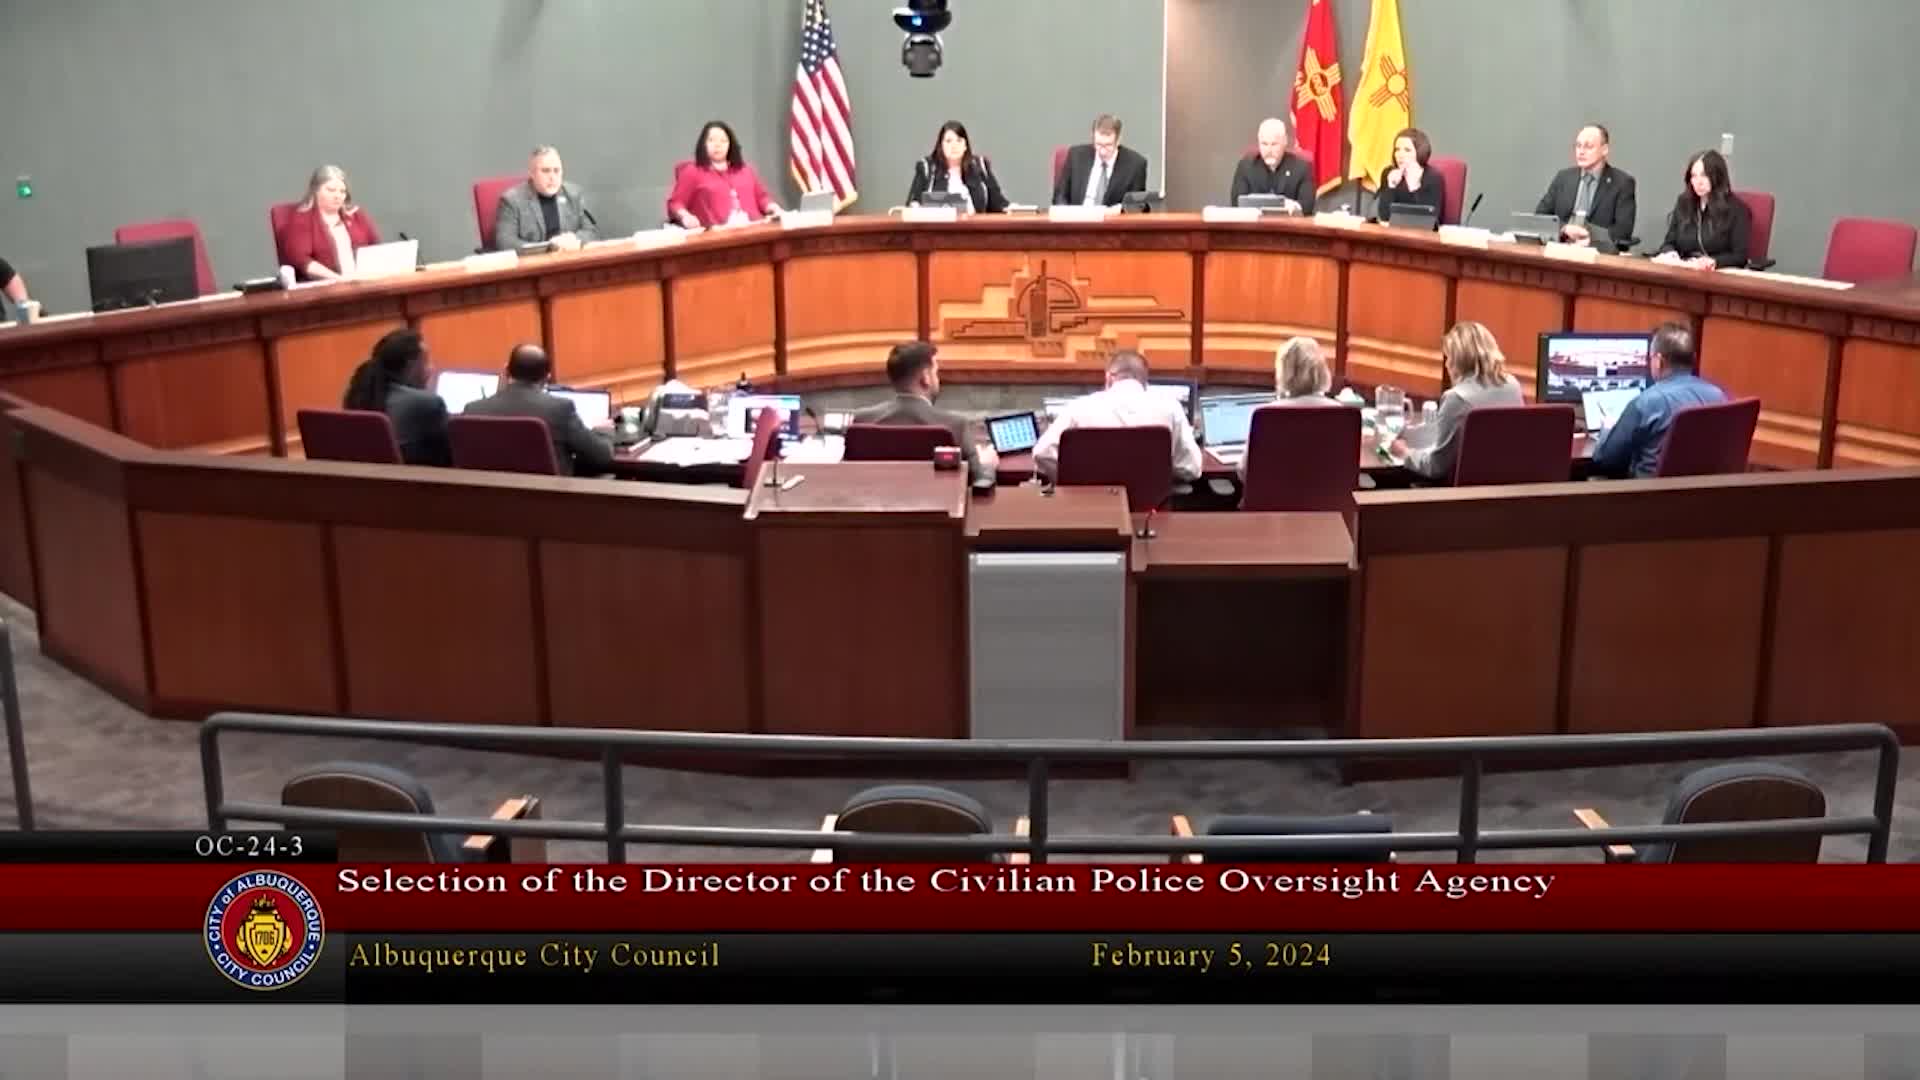 OC-24-3
Selection of the Director of the Civilian Police Oversight Agency
CITY of ALBUQUERQUE
1706
CITY COUNCIL
Albuquerque City Council
February 5, 2024